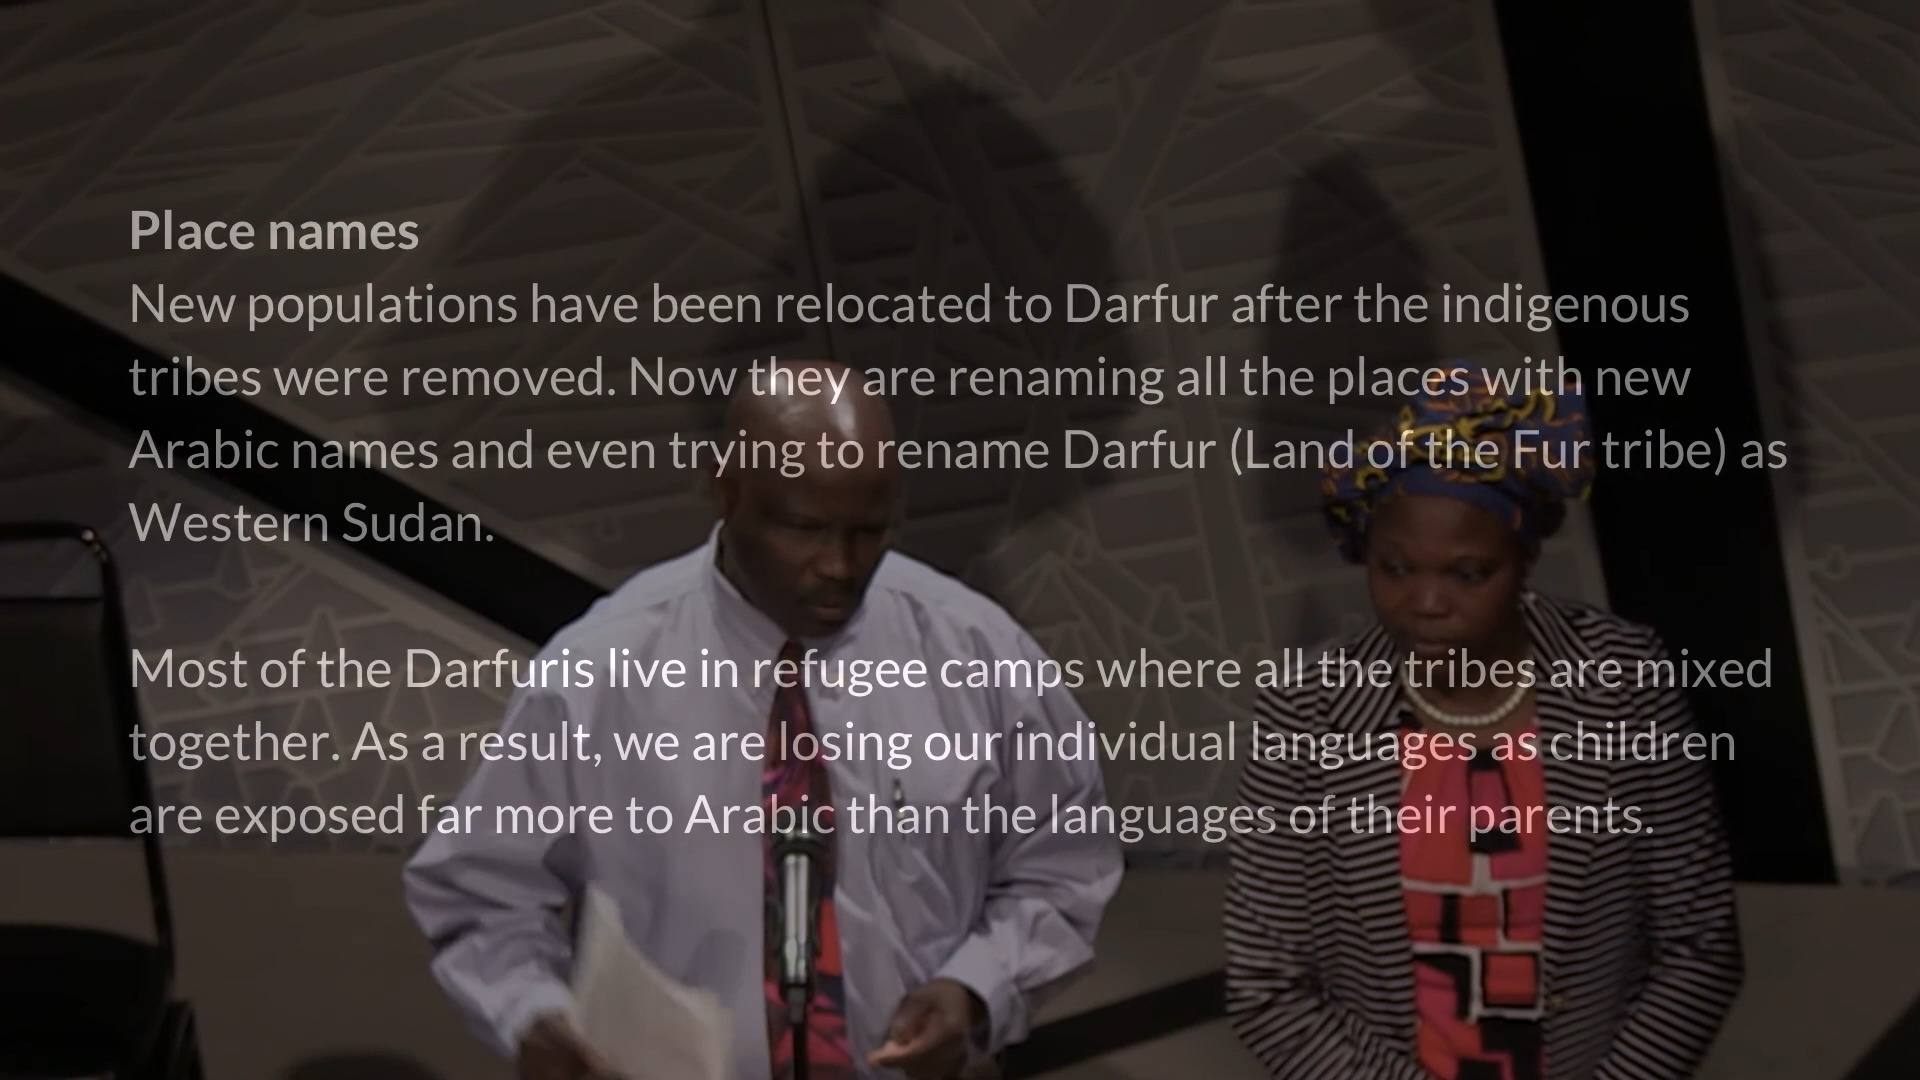 Place names
New populations have been relocated to Darfur after the indigenous
tribes were removed. Now they are renaming all the places with new
Arabic names and even trying to rename Darfur (Land of the Fur tribe) as
Western Sudan.
Most of the Darfuris live in refugee camps where all the tribes are mixed
together. As a result, we are losing our individual languages as children
are exposed far more to Arabic than the languages of their parents.